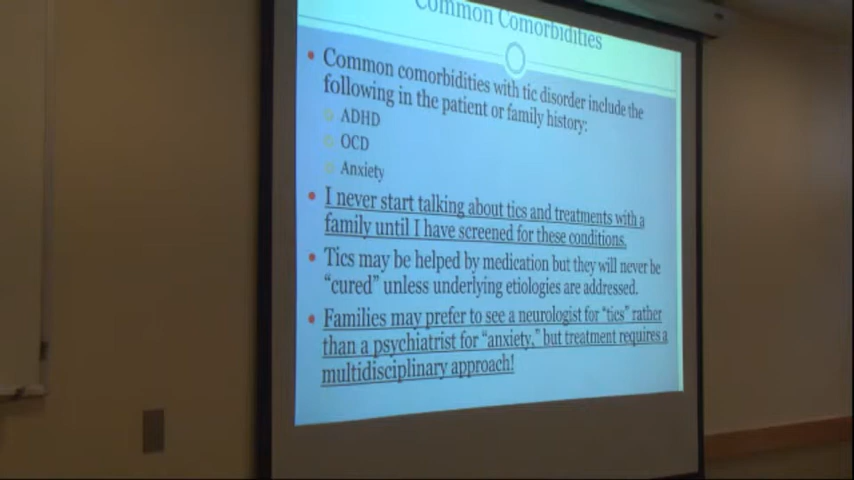 Common Comorbidities
Common comorbidities with tic disorder include the
following in the patient or family history:
ADHD
OCD
Anxiety
I never start talking about tics and treatments with a
family until I have screened for these conditions.
Tics may be helped by medication but they will never be
“cured” unless underlying etiologies are addressed.
Families may prefer to see a neurologist for “tics” rather
than a psychiatrist for “anxiety,” but treatment requires a
multidisciplinary approach!